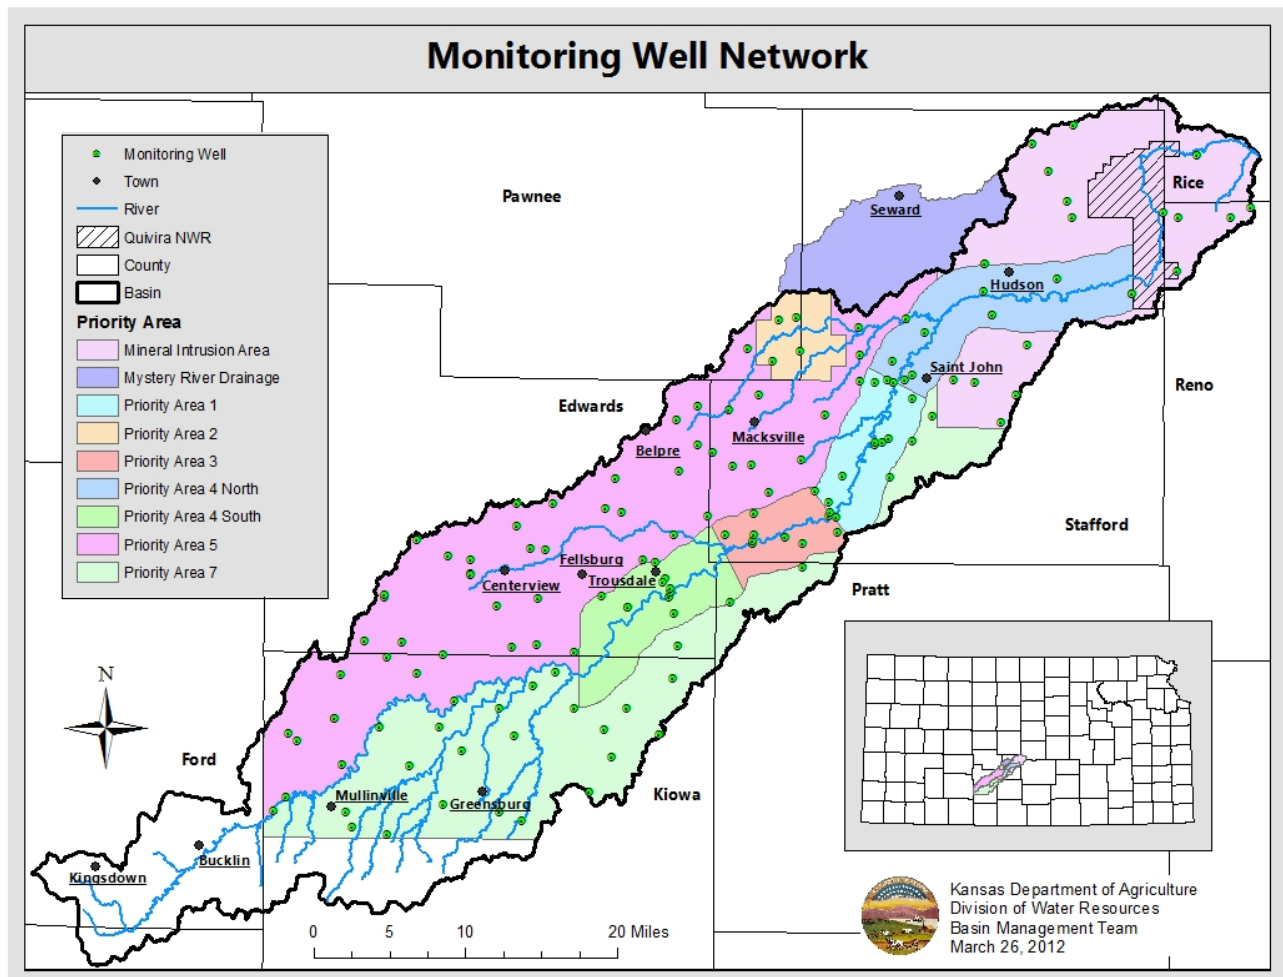 Monitoring Well Network
Monitoring Well
Town
River
Quivira NWR
County
Basin
Priority Area
Mineral Intrusion Area
Mystery River Drainage
Priority Area 1
Priority Area 2
Priority Area 3
Priority Area 4 North
Priority Area 4 South
Priority Area 5
Priority Area 7
Pawnee
Seward
Rice
Hudson
Saint John
Reno
Edwards
Macksville
Belpre
Stafford
Fellsburg
Centerview
Trousdale
Pratt
N
Ford
Mullinville
Greensburg
Kiowa
Bucklin
Kingsdown
0 5 10 20 Miles
Kansas Department of Agriculture
Division of Water Resources
Basin Management Team
March 26, 2012